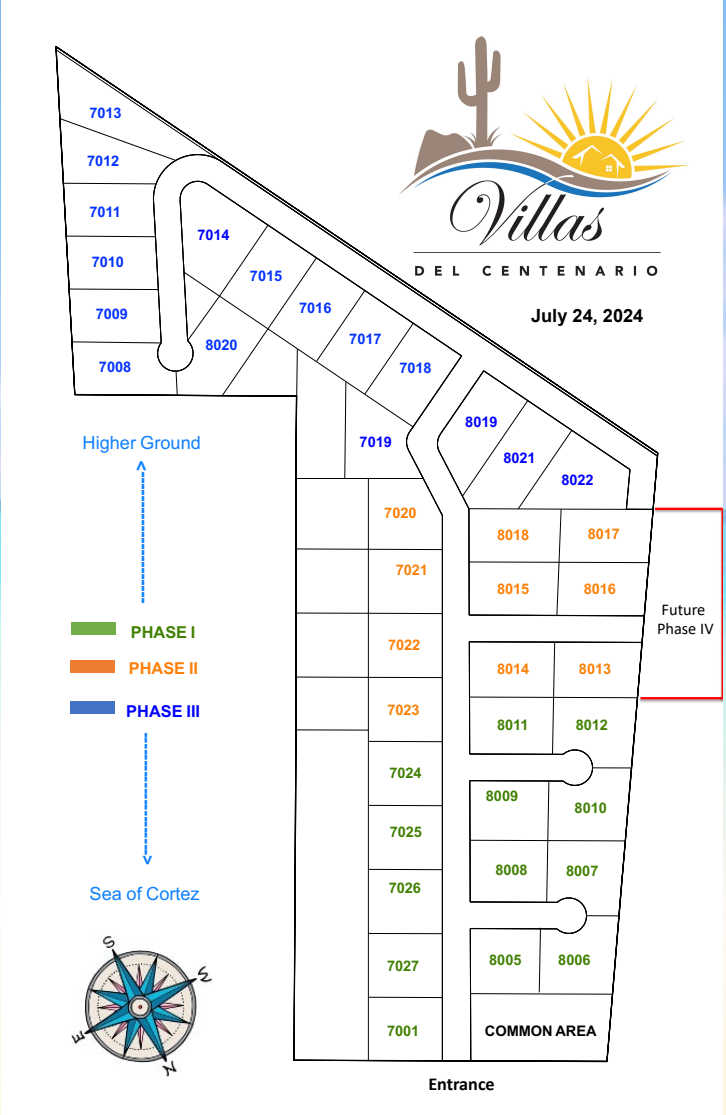 Villas
DEL CENTENARIO
July 24, 2024
7013
7012
7011
7010
7009
7008
7014
7015
7016
7017
7018
8020
7019
8019
8021
8022
Higher Ground
PHASE I
PHASE II
PHASE III
Sea of Cortez
7020
7021
7022
7023
7024
7025
7026
7027
7001
8018
8017
8015
8016
Future
Phase IV
8014
8013
8011
8012
8009
8010
8008
8007
8005
8006
COMMON AREA
Entrance
S
W
E
N